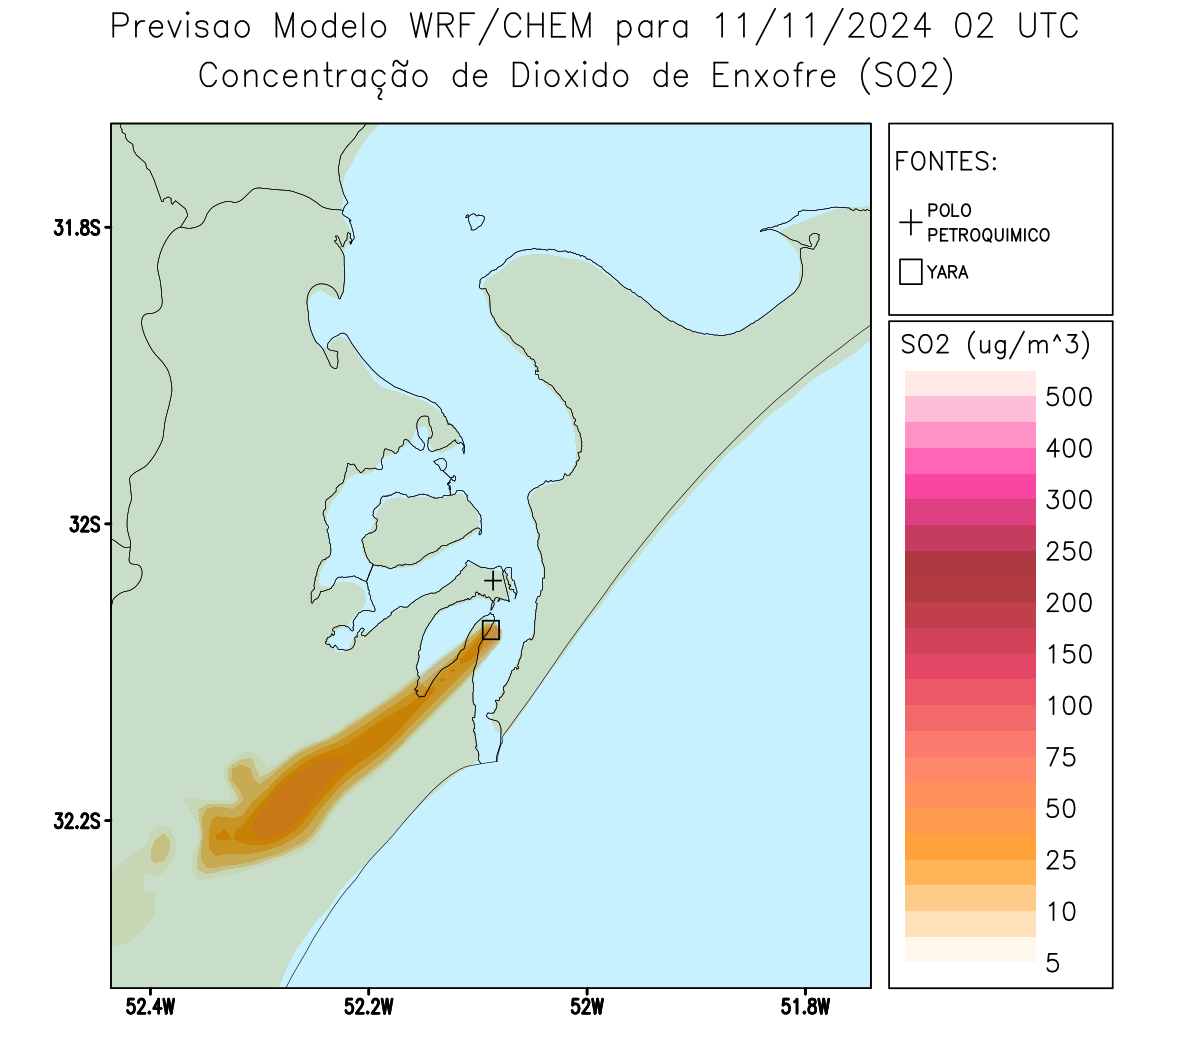 Previsao Modelo WRF/CHEM para 11/11/2024 02 UTC
Concentração de Dioxido de Enxofre (SO2)
FONTES:
POLO
PETROQUIMICO
YARA
SO2 (ug/m^3)
500
400
300
250
200
150
100
75
50
25
10
5
31.8S
32S
32.2S
52.4W
52.2W
52W
51.8W